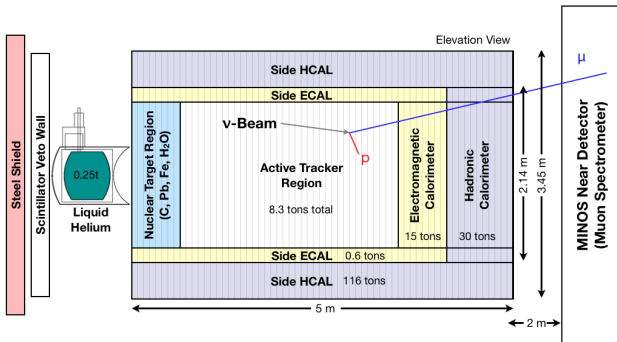 Elevation View
Side HCAL
Side ECAL
ν-Beam
μ
p
Steel Shield
Scintillator Veto Wall
0.25t
Liquid
Helium
Nuclear Target Region
(C, Pb, Fe, H₂O)
Active Tracker
Region
8.3 tons total
Electromagnetic
Calorimeter
15 tons
Hadronic
Calorimeter
30 tons
Side ECAL 0.6 tons
Side HCAL 116 tons
5 m
2 m
2.14 m
3.45 m
MINOS Near Detector
(Muon Spectrometer)